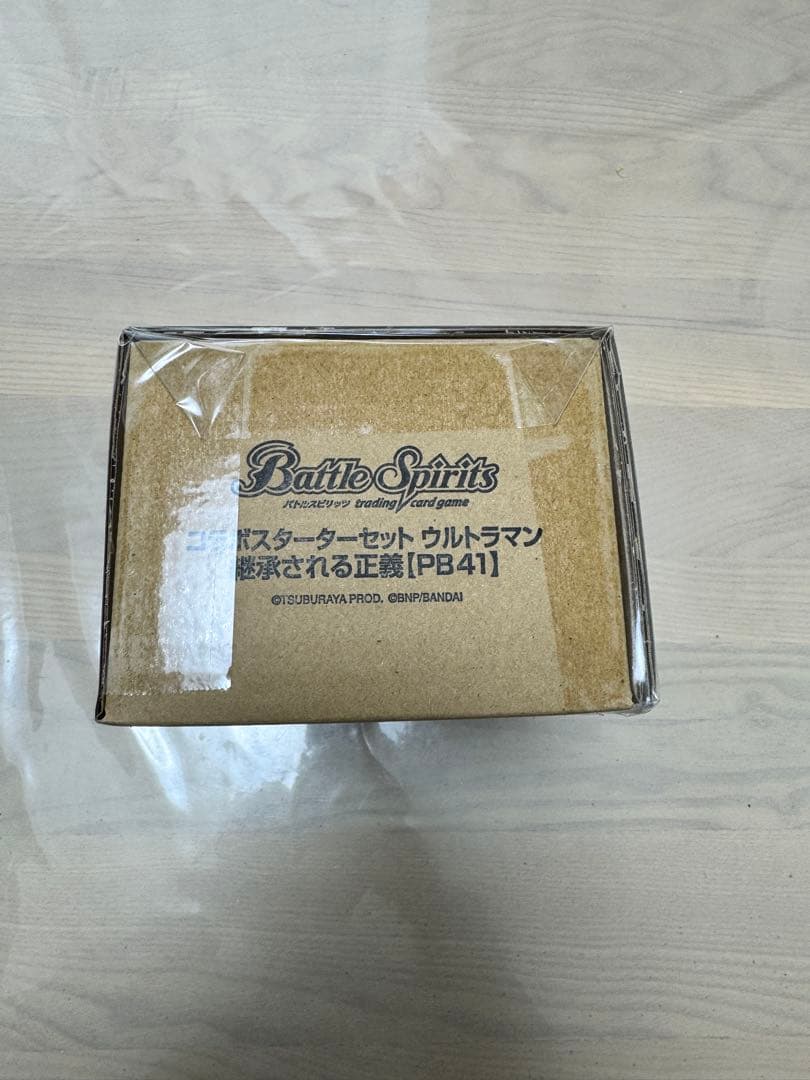 Battle Spirits
バトルスピリッツ trading card game
コラボスターターセット ウルトラマン
継承される正義【PB41】
©TSUBURAYA PROD. ©BNP/BANDAI